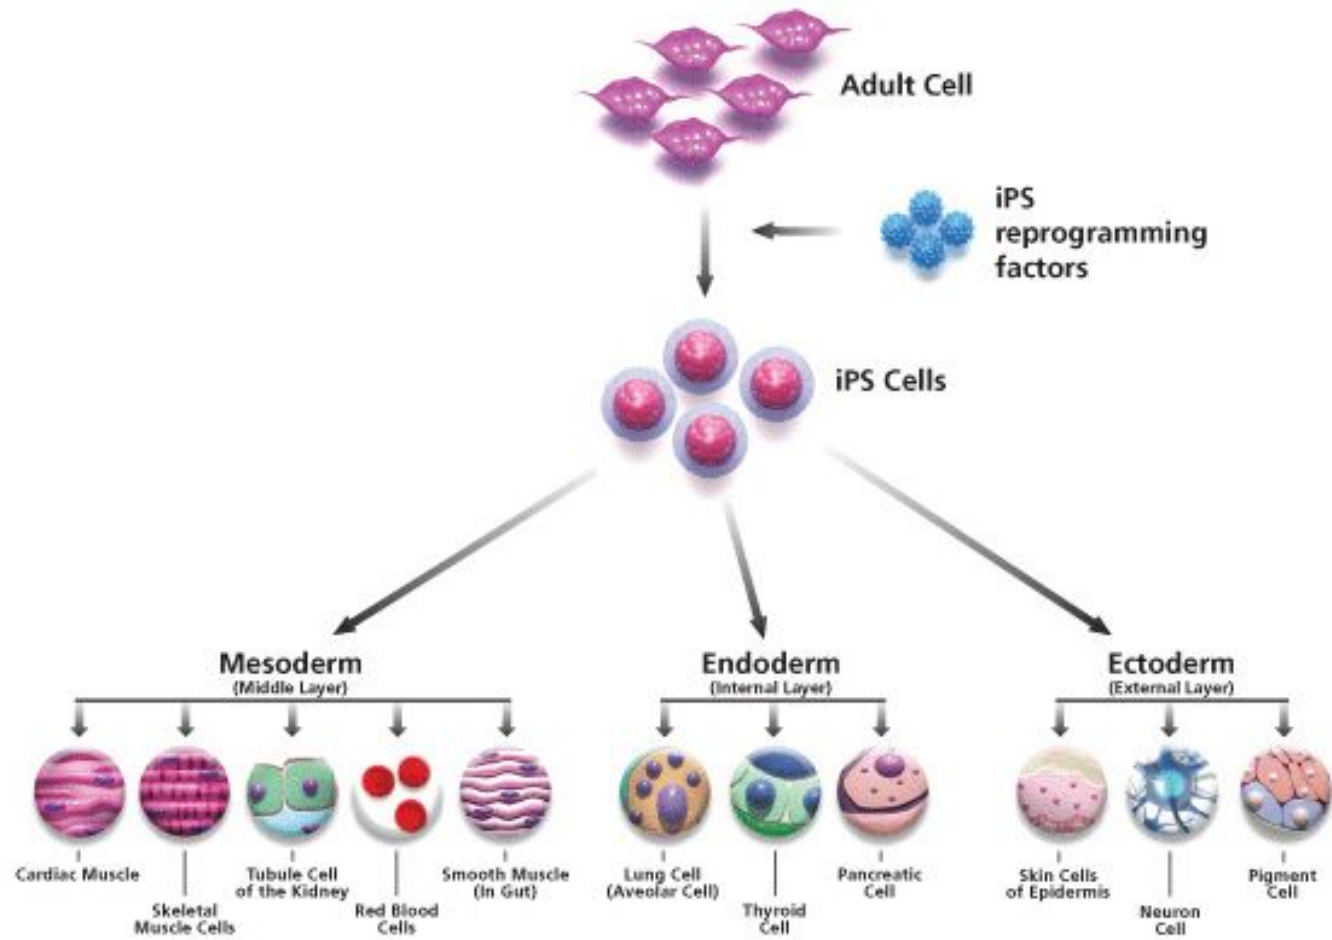 Adult Cell
iPS
reprogramming
factors
iPS Cells
Mesoderm
(Middle Layer)
Endoderm
(Internal Layer)
Ectoderm
(External Layer)
Cardiac Muscle
Skeletal
Muscle Cells
Tubule Cell
of the Kidney
Red Blood
Cells
Smooth Muscle
(In Gut)
Lung Cell
(Aveolar Cell)
Thyroid
Cell
Pancreatic
Cell
Skin Cells
of Epidermis
Neuron
Cell
Pigment
Cell